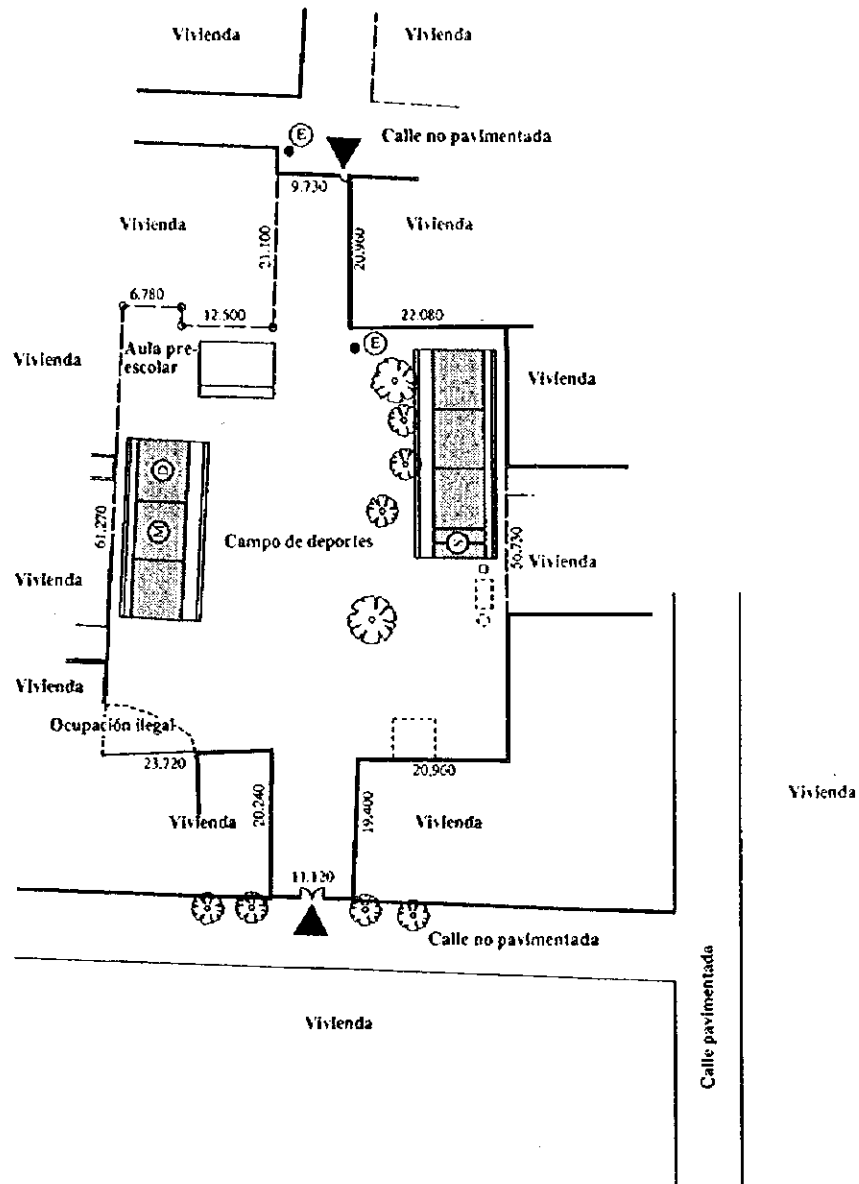 Vivienda
Vivienda
E
Calle no pavimentada
9.730
Vivienda
21.100
20.960
Vivienda
6.780
12.500
22.080
E
Aula pre-
escolar
Vivienda
Vivienda
D
61.270
M
Campo de deportes
S
56.730
Vivienda
Vivienda
Vivienda
Ocupación ilegal
23.720
20.960
Vivienda
20.240
19.400
Vivienda
Vivienda
11.120
Calle no pavimentada
Vivienda
Calle pavimentada